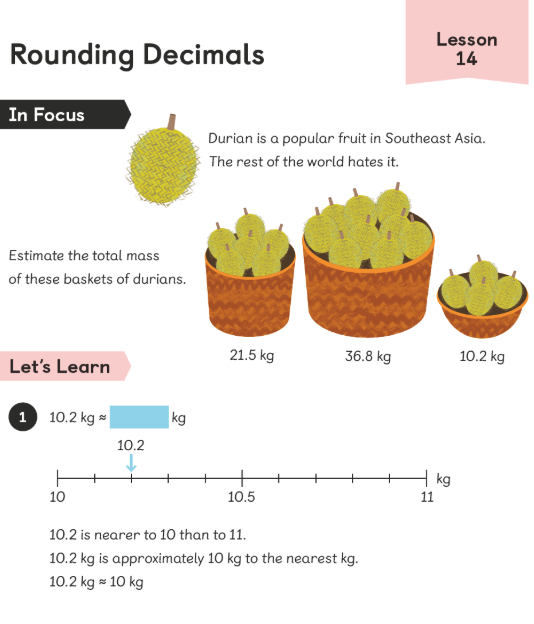 Rounding Decimals
Lesson
14
In Focus
Durian is a popular fruit in Southeast Asia.
The rest of the world hates it.
Estimate the total mass
of these baskets of durians.
21.5 kg
36.8 kg
10.2 kg
Let's Learn
1 10.2 kg ≈ kg
10.2
10 10.5 11 kg
10.2 is nearer to 10 than to 11.
10.2 kg is approximately 10 kg to the nearest kg.
10.2 kg ≈ 10 kg